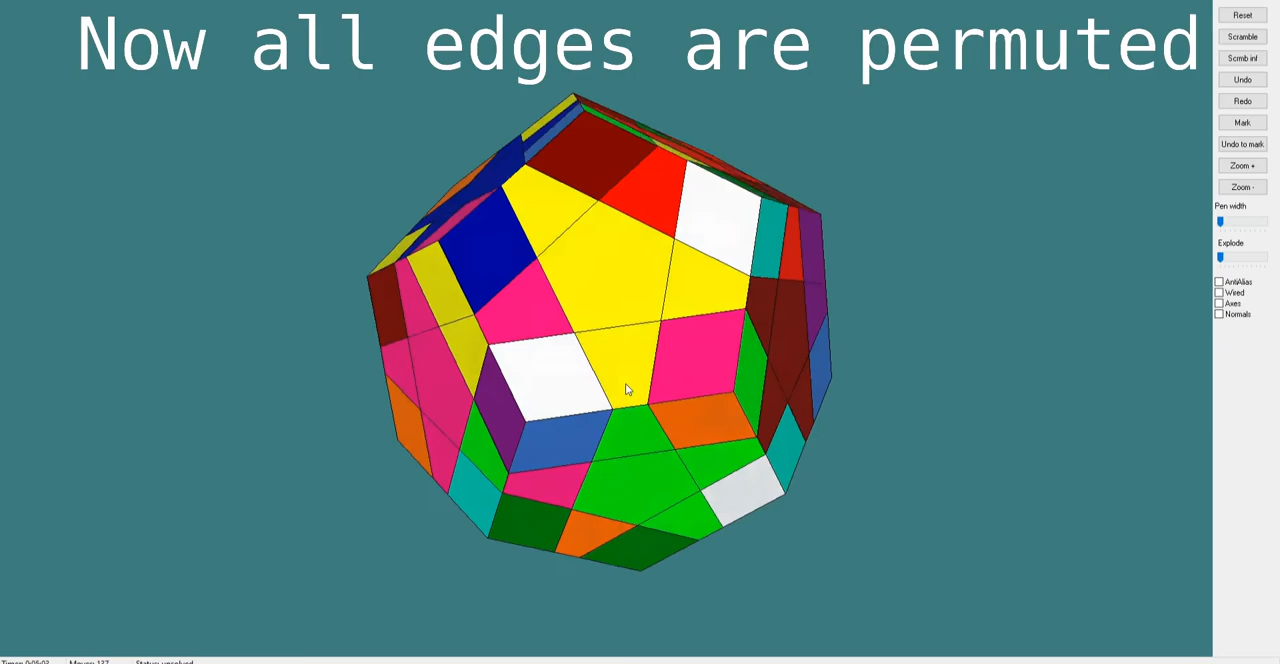 Now all edges are permuted
Reset
Scramble
Scrmb inf
Undo
Redo
Mark
Undo to mark
Zoom +
Zoom -
Pen width
Explode
AntiAlias
Wired
Axes
Normals